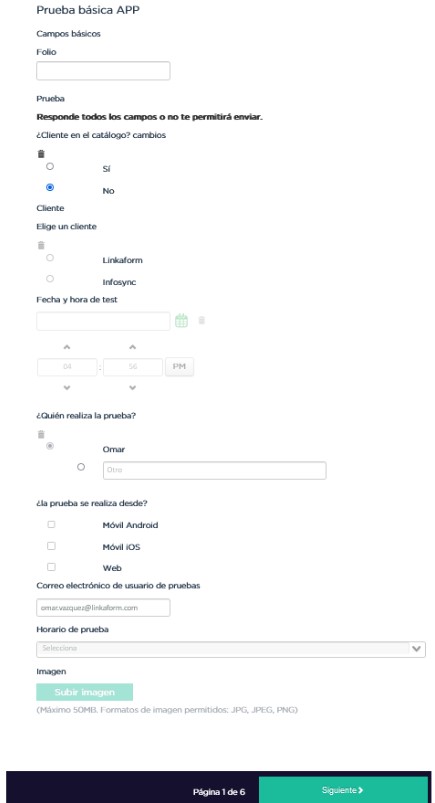 Prueba básica APP
Campos básicos
Folio
Prueba
Responde todos los campos o no te permitirá enviar.
¿Cliente en el catálogo? cambios
Sí
No
Cliente
Elige un cliente
Linkaform
Infosync
Fecha y hora de test
04 : 56 PM
¿Quién realiza la prueba?
Omar
Otro
¿la prueba se realiza desde?
Móvil Android
Móvil iOS
Web
Correo electrónico de usuario de pruebas
omar.vazquez@linkaform.com
Horario de prueba
Selecciona
Imagen
Subir imagen
(Máximo 50MB. Formatos de imagen permitidos; JPG, JPEG, PNG)
Página 1 de 6
Siguiente